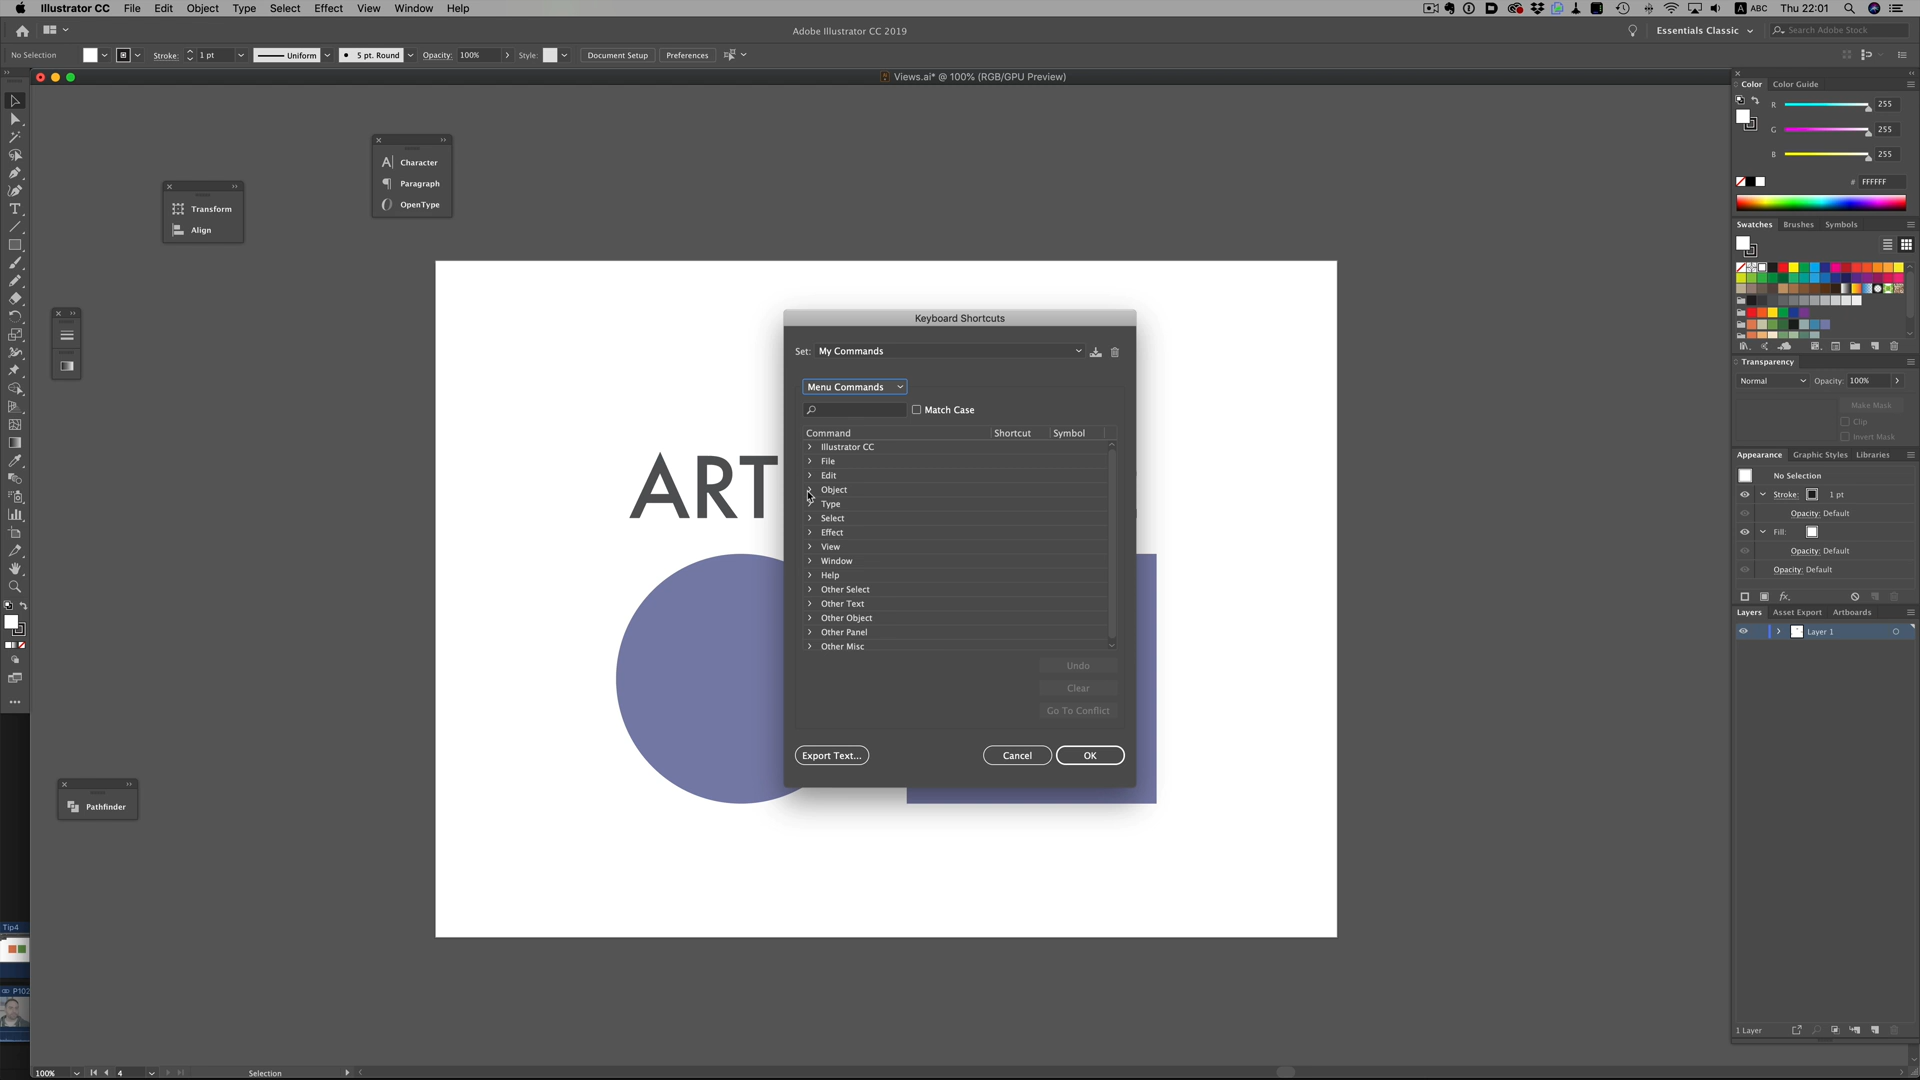 Illustrator CC File Edit Object Type Select Effect View Window Help ABC Thu 22:01
Adobe Illustrator CC 2019 Essentials Classic Search Adobe Stock
No Selection Stroke: 1 pt Uniform 5 pt. Round Opacity: 100% Style: Document Setup Preferences
Views.ai* @ 100% (RGB/GPU Preview)
Color Color Guide
R 255
G 255
B 255
# FFFFFF
Swatches Brushes Symbols
Transparency
Normal Opacity: 100%
Make Mask
Clip
Invert Mask
Appearance Graphic Styles Libraries
No Selection
Stroke: 1 pt
Opacity: Default
Fill:
Opacity: Default
Opacity: Default
Layers Asset Export Artboards
Layer 1
1 Layer
Character
Paragraph
OpenType
Transform
Align
Pathfinder
ART
Keyboard Shortcuts
Set: My Commands
Menu Commands
Match Case
Command Shortcut Symbol
Illustrator CC
File
Edit
Object
Type
Select
Effect
View
Window
Help
Other Select
Other Text
Other Object
Other Panel
Other Misc
Undo
Clear
Go To Conflict
Export Text... Cancel OK
Tip4
P102
100% 4 Selection